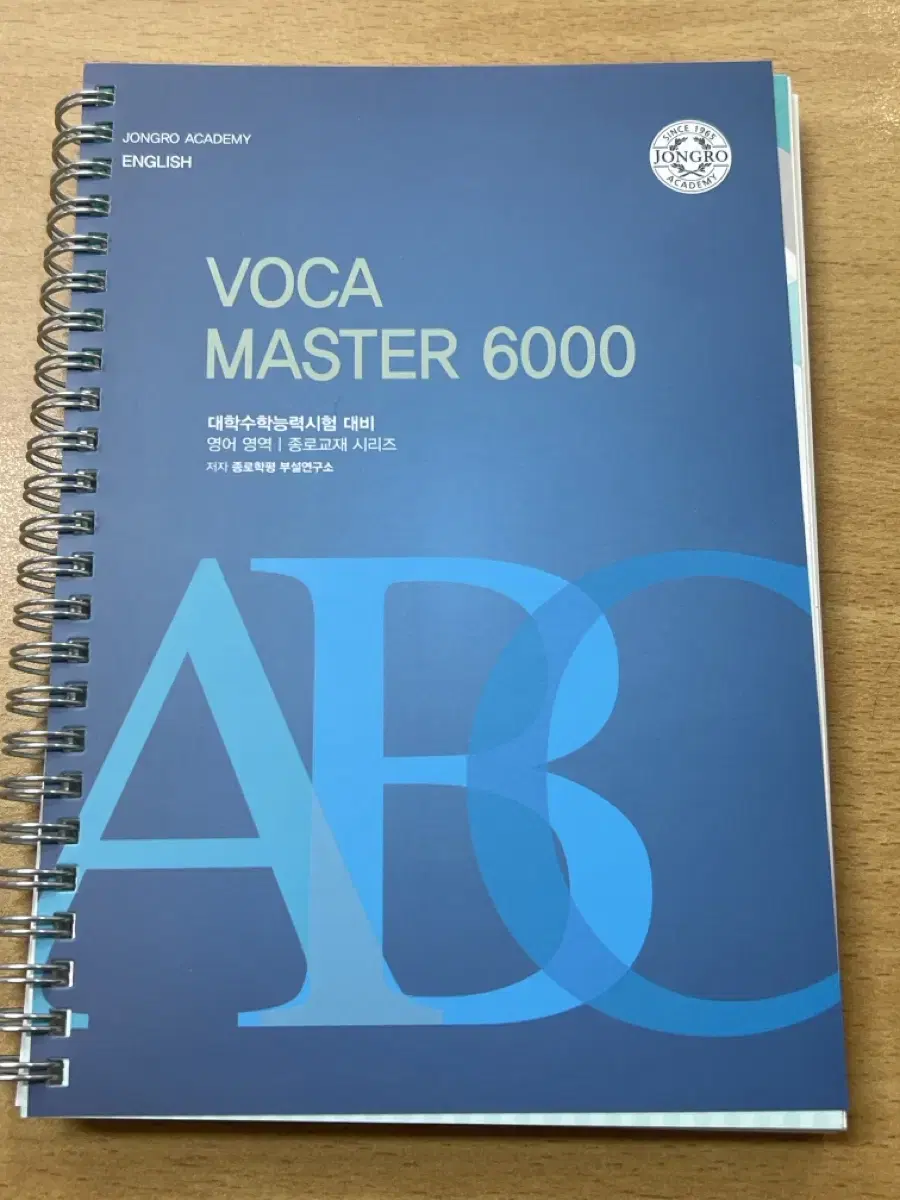 JONGRO ACADEMY
ENGLISH
SINCE 1965
JONGRO
ACADEMY
VOCA
MASTER 6000
대학수학능력시험 대비
영어 영역 | 종로교재 시리즈
저자 종로학평 부설연구소
ABC